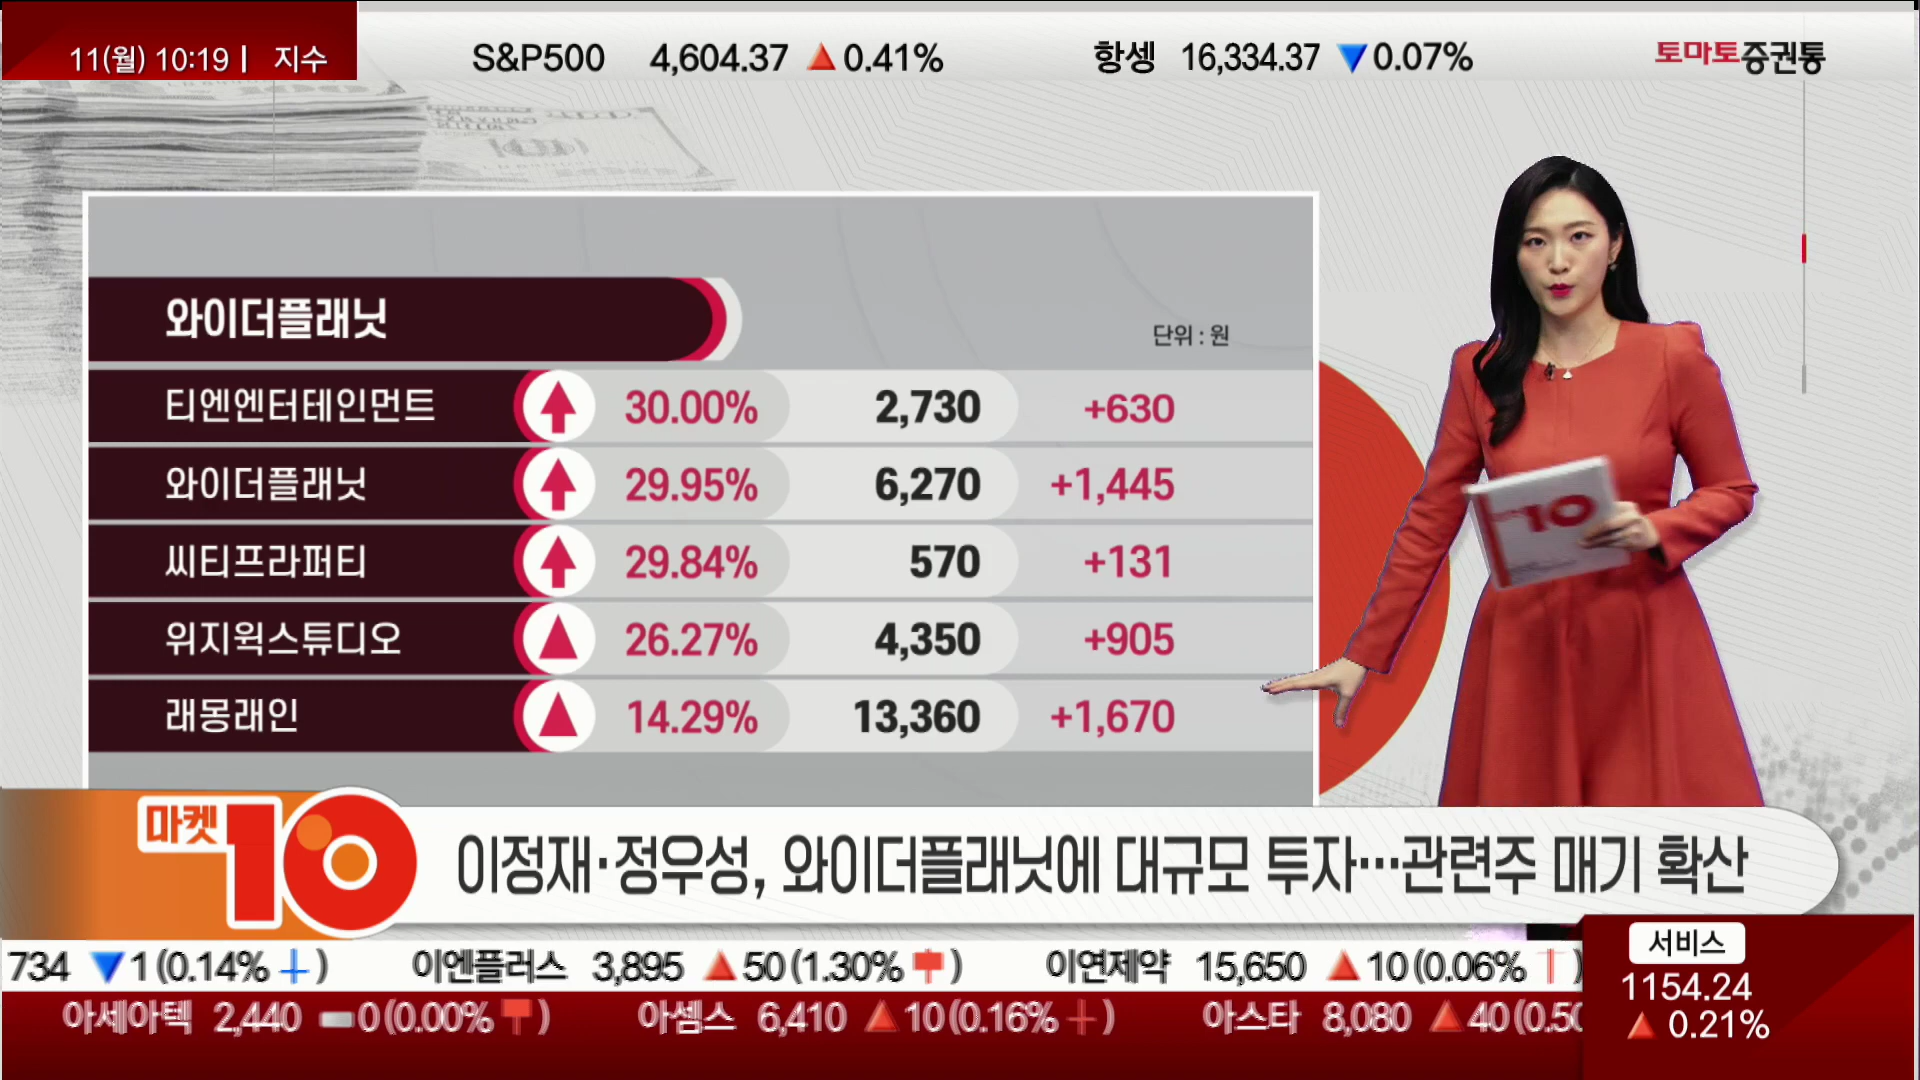 11(월) 10:19 | 지수 S&P500 4,604.37 ▲ 0.41% 항셍 16,334.37 ▼ 0.07% 토마토증권통
와이더플래닛
단위 : 원
티엔엔터테인먼트 30.00% 2,730 +630
와이더플래닛 29.95% 6,270 +1,445
씨티프라퍼티 29.84% 570 +131
위지윅스튜디오 ▲ 26.27% 4,350 +905
래몽래인 ▲ 14.29% 13,360 +1,670
10
마켓10
이정재·정우성, 와이더플래닛에 대규모 투자…관련주 매기 확산
734 ▼ 1 (0.14%) 이엔플러스 3,895 ▲ 50 (1.30%) 이연제약 15,650 ▲ 10 (0.06%)
아세아텍 2,440 0 (0.00%) 아셈스 6,410 ▲ 10 (0.16%) 아스타 8,080 ▲ 40 (0.50
서비스
1154.24
▲ 0.21%